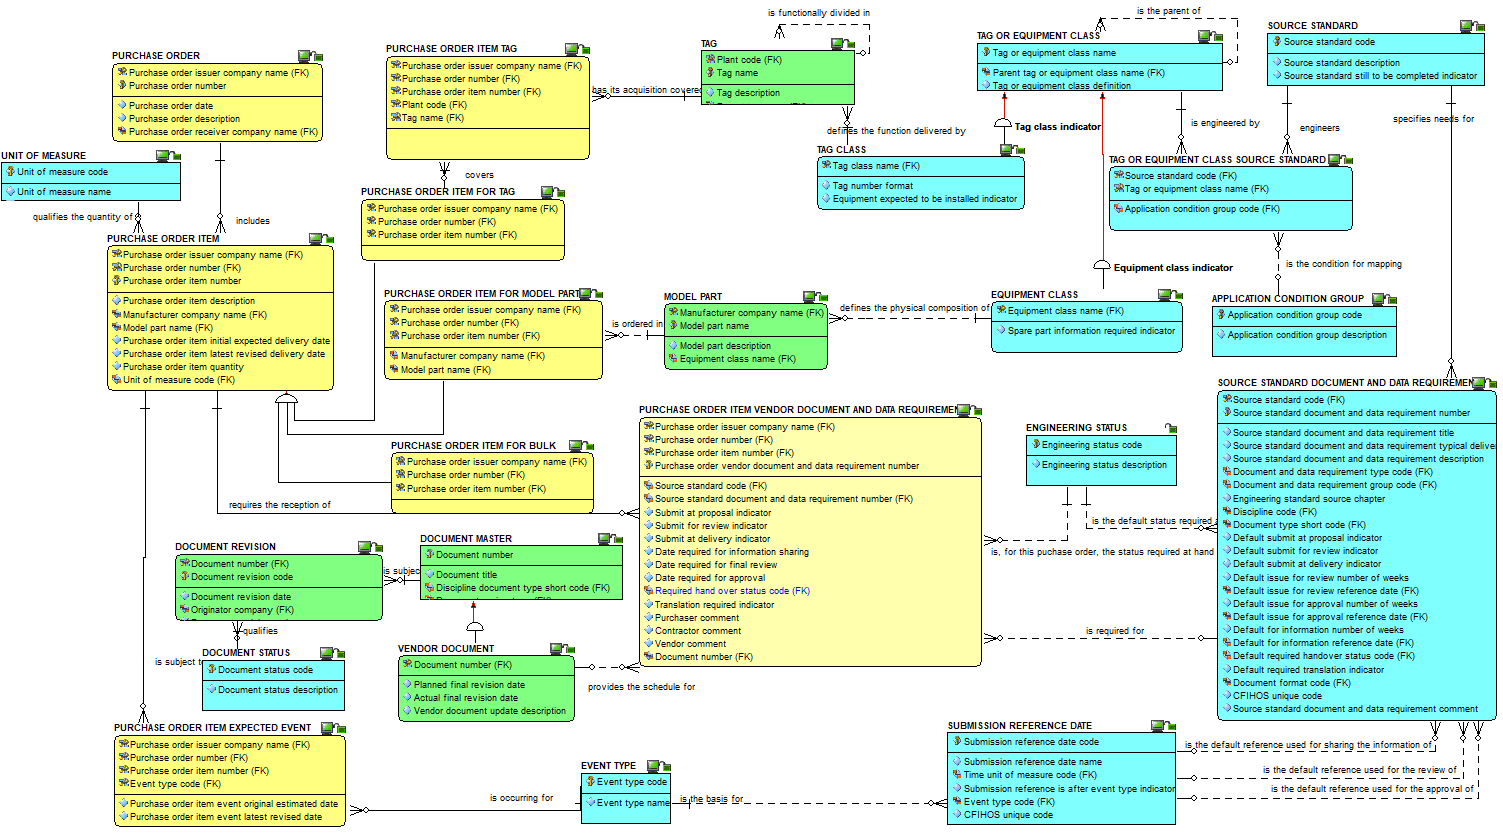 is functionally divided in
is the parent of
PURCHASE ORDER
Purchase order issuer company name (FK)
Purchase order number
Purchase order date
Purchase order description
Purchase order receiver company name (FK)
PURCHASE ORDER ITEM TAG
Purchase order issuer company name (FK)
Purchase order number (FK)
Purchase order item number (FK)
Plant code (FK)
Tag name (FK)
has its acquisition covered
TAG
Plant code (FK)
Tag name
Tag description
TAG OR EQUIPMENT CLASS
Tag or equipment class name
Parent tag or equipment class name (FK)
Tag or equipment class definition
SOURCE STANDARD
Source standard code
Source standard description
Source standard still to be completed indicator
specifies needs for
engineers
is engineered by
Tag class indicator
defines the function delivered by
TAG CLASS
Tag class name (FK)
Tag number format
Equipment expected to be installed indicator
TAG OR EQUIPMENT CLASS SOURCE STANDARD
Source standard code (FK)
Tag or equipment class name (FK)
Application condition group code (FK)
UNIT OF MEASURE
Unit of measure code
Unit of measure name
qualifies the quantity of
includes
covers
PURCHASE ORDER ITEM FOR TAG
Purchase order issuer company name (FK)
Purchase order number (FK)
Purchase order item number (FK)
PURCHASE ORDER ITEM
Purchase order issuer company name (FK)
Purchase order number (FK)
Purchase order item number
Purchase order item description
Manufacturer company name (FK)
Model part name (FK)
Purchase order item initial expected delivery date
Purchase order item latest revised delivery date
Purchase order item quantity
Unit of measure code (FK)
PURCHASE ORDER ITEM FOR MODEL PART
Purchase order issuer company name (FK)
Purchase order number (FK)
Purchase order item number (FK)
Manufacturer company name (FK)
Model part name (FK)
is ordered in
MODEL PART
Manufacturer company name (FK)
Model part name
Model part description
Equipment class name (FK)
defines the physical composition of
Equipment class indicator
EQUIPMENT CLASS
Equipment class name (FK)
Spare part information required indicator
is the condition for mapping
APPLICATION CONDITION GROUP
Application condition group code
Application condition group description
PURCHASE ORDER ITEM FOR BULK
Purchase order issuer company name (FK)
Purchase order number (FK)
Purchase order item number (FK)
requires the reception of
PURCHASE ORDER ITEM VENDOR DOCUMENT AND DATA REQUIREMEN
Purchase order issuer company name (FK)
Purchase order number (FK)
Purchase order item number (FK)
Purchase order vendor document and data requirement number
Source standard code (FK)
Source standard document and data requirement number (FK)
Submit at proposal indicator
Submit for review indicator
Submit at delivery indicator
Date required for information sharing
Date required for final review
Date required for approval
Required hand over status code (FK)
Translation required indicator
Purchaser comment
Contractor comment
Vendor comment
Document number (FK)
ENGINEERING STATUS
Engineering status code
Engineering status description
is the default status required
is, for this puchase order, the status required at hand
is required for
SOURCE STANDARD DOCUMENT AND DATA REQUIREMEN
Source standard code (FK)
Source standard document and data requirement number
Source standard document and data requirement title
Source standard document and data requirement typical deliver
Source standard document and data requirement description
Document and data requirement type code (FK)
Document and data requirement group code (FK)
Engineering standard source chapter
Discipline code (FK)
Document type short code (FK)
Default submit at proposal indicator
Default submit for review indicator
Default submit at delivery indicator
Default issue for review number of weeks
Default issue for review reference date (FK)
Default issue for approval number of weeks
Default issue for approval reference date (FK)
Default for information number of weeks
Default for information reference date (FK)
Default required handover status code (FK)
Default required translation indicator
Document format code (FK)
CFIHOS unique code
Source standard document and data requirement comment
DOCUMENT REVISION
Document number (FK)
Document revision code
Document revision date
Originator company (FK)
is subjec
DOCUMENT MASTER
Document number
Document title
Discipline document type short code (FK)
qualifies
is subject to
DOCUMENT STATUS
Document status code
Document status description
VENDOR DOCUMENT
Document number (FK)
Planned final revision date
Actual final revision date
Vendor document update description
provides the schedule for
PURCHASE ORDER ITEM EXPECTED EVENT
Purchase order issuer company name (FK)
Purchase order number (FK)
Purchase order item number (FK)
Event type code (FK)
Purchase order item event original estimated date
Purchase order item event latest revised date
is occurring for
EVENT TYPE
Event type code
Event type name
is the basis for
SUBMISSION REFERENCE DATE
Submission reference date code
Submission reference date name
Time unit of measure code (FK)
Submission reference is after event type indicator
Event type code (FK)
CFIHOS unique code
is the default reference used for sharing the information of
is the default reference used for the review of
is the default reference used for the approval of